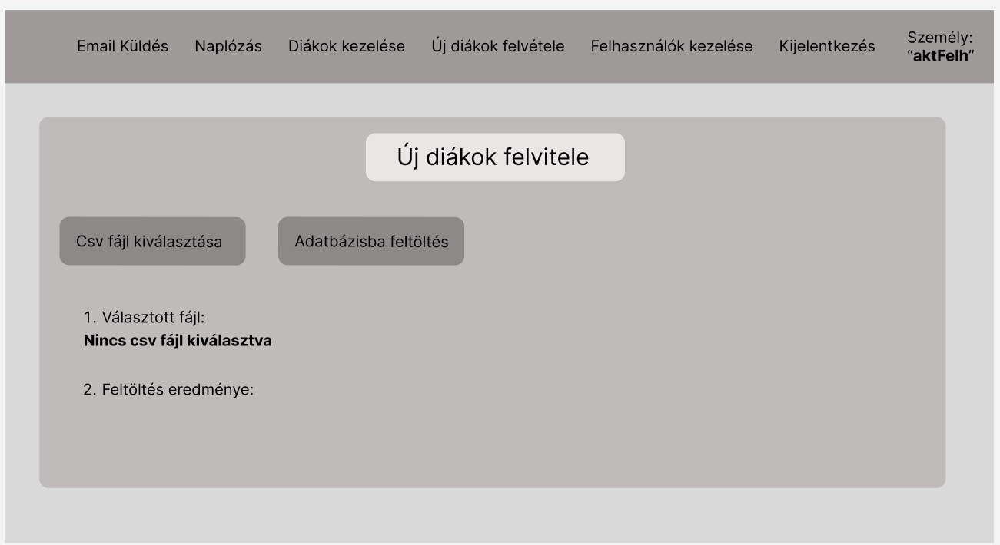 Email Küldés Naplózás Diákok kezelése Új diákok felvétele Felhasználók kezelése Kijelentkezés Személy:
“aktFelh”
Új diákok felvitele
Csv fájl kiválasztása Adatbázisba feltöltés
1. Választott fájl:
Nincs csv fájl kiválasztva
2. Feltöltés eredménye: